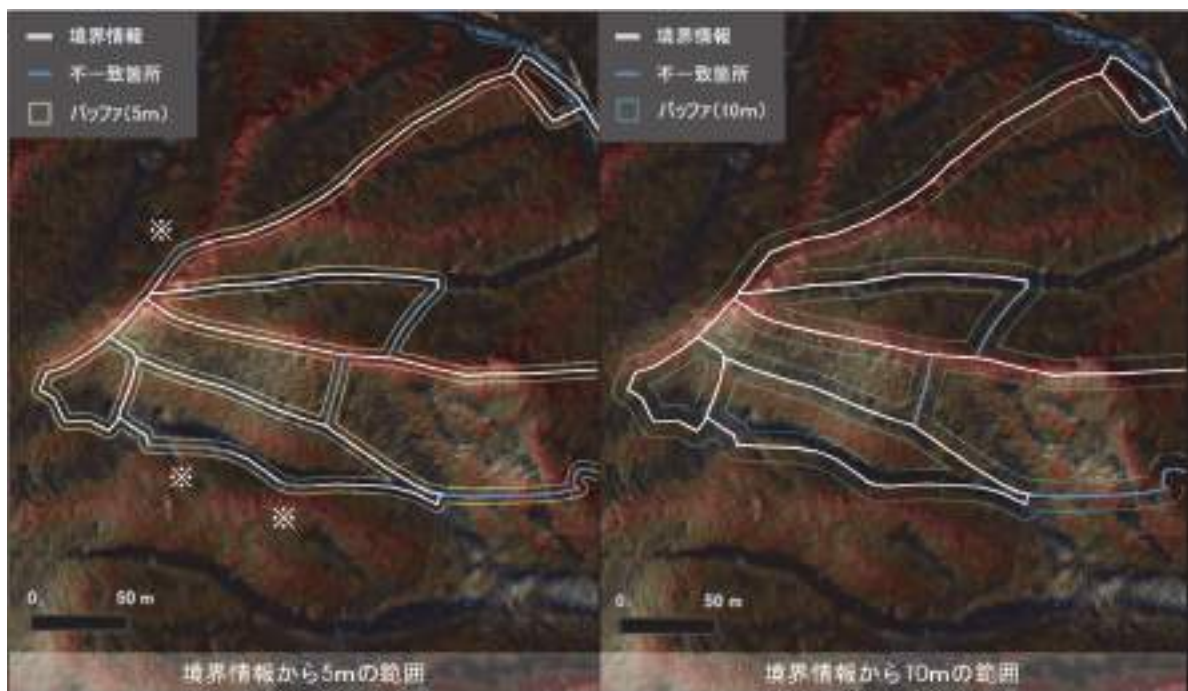 境界情報
不一致箇所
バッファ(5m)
※
※
※
0 50 m
境界情報から5mの範囲
境界情報
不一致箇所
バッファ(10m)
0 50 m
境界情報から10mの範囲